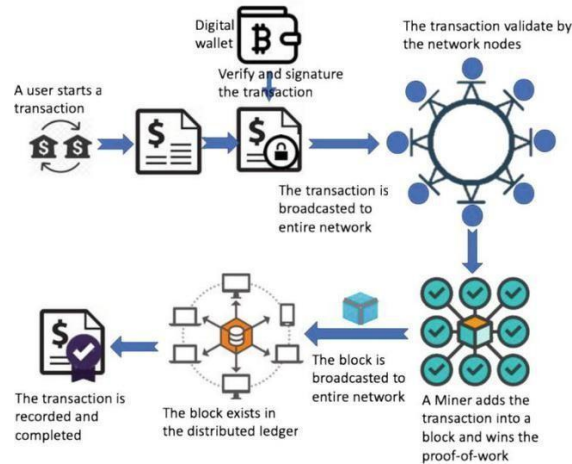 Digital
wallet
Verify and signature
the transaction
A user starts a
transaction
The transaction is
broadcasted to
entire network
The transaction validate by
the network nodes
A Miner adds the
transaction into a
block and wins the
proof-of-work
The block is
broadcasted to
entire network
The block exists in
the distributed ledger
The transaction is
recorded and
completed